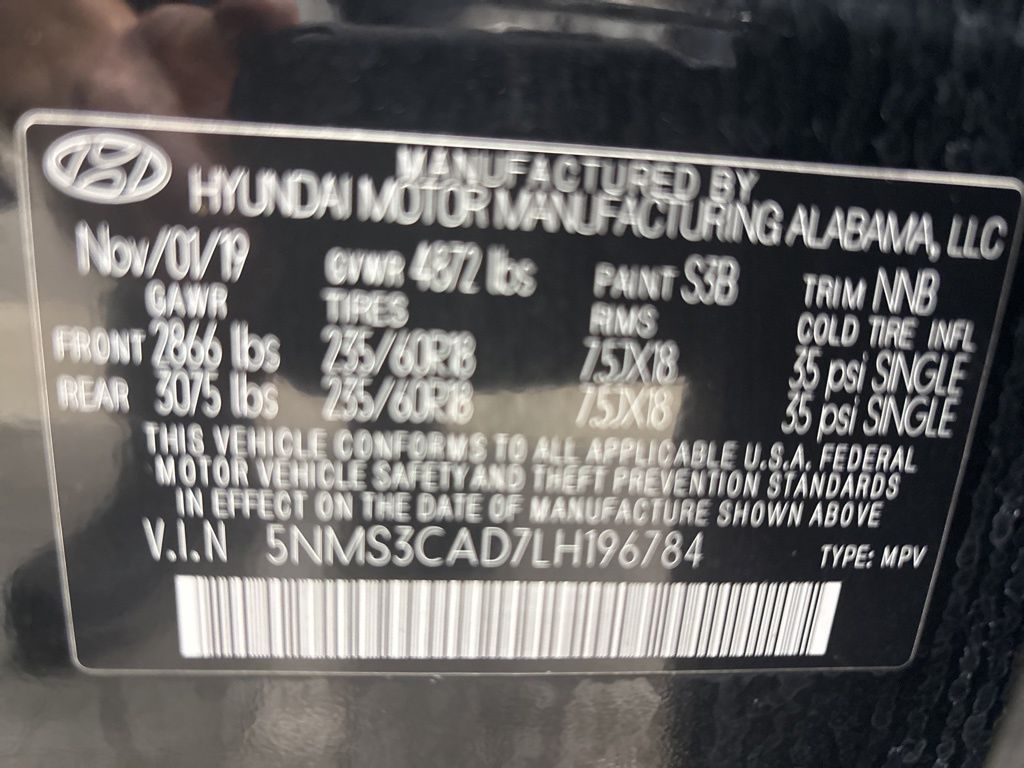 MANUFACTURED BY
HYUNDAI MOTOR MANUFACTURING ALABAMA, LLC
Nov/01/19 GVWR 4872 lbs PAINT S3B TRIM NNB
GAWR TIRES RIMS COLD TIRE INFL
FRONT 2866 lbs 235/60R18 7.5JX18 35 psi SINGLE
REAR 3075 lbs 235/60R18 7.5JX18 35 psi SINGLE
THIS VEHICLE CONFORMS TO ALL APPLICABLE U.S.A. FEDERAL
MOTOR VEHICLE SAFETY AND THEFT PREVENTION STANDARDS
IN EFFECT ON THE DATE OF MANUFACTURE SHOWN ABOVE
V.I.N 5NMS3CAD7LH196784 TYPE: MPV